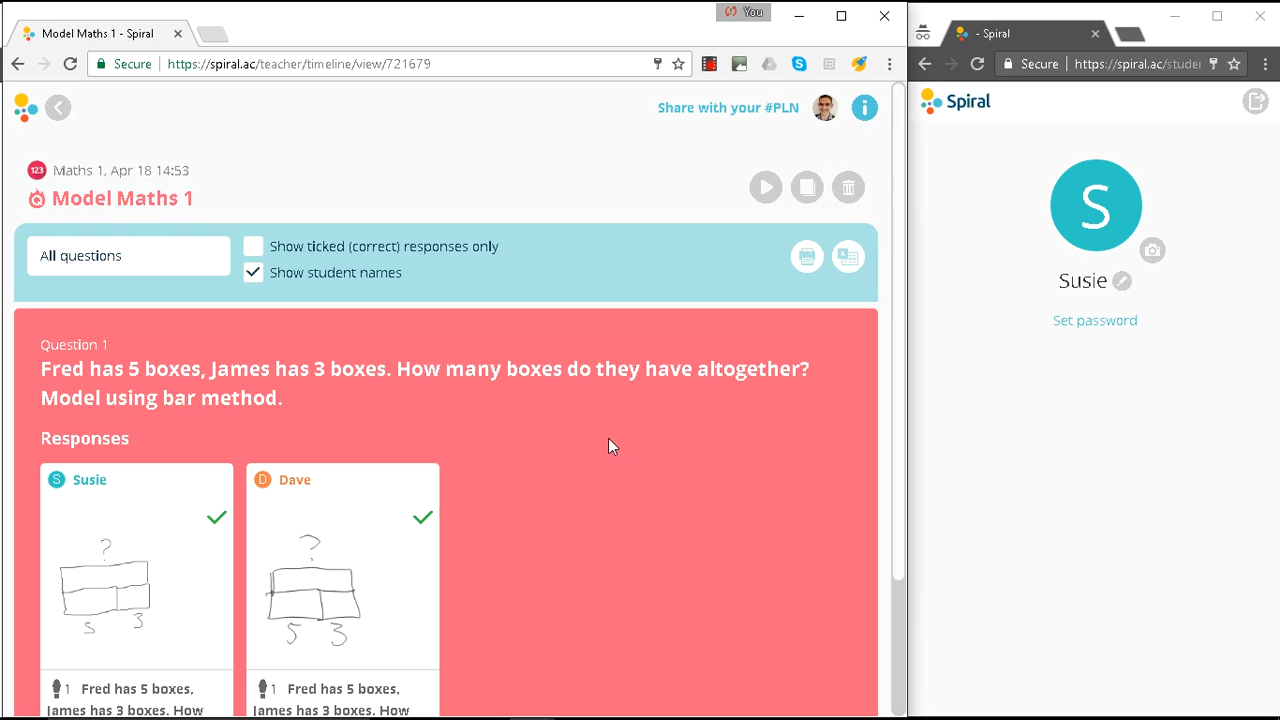 You
Model Maths 1 - Spiral
- Spiral
Secure https://spiral.ac/teacher/timeline/view/721679
Secure https://spiral.ac/stude
Share with your #PLN
Spiral
123 Maths 1, Apr 18 14:53
Model Maths 1
S
Susie
Set password
All questions
Show ticked (correct) responses only
Show student names
Question 1
Fred has 5 boxes, James has 3 boxes. How many boxes do they have altogether?
Model using bar method.
Responses
S Susie
?
5 3
1 Fred has 5 boxes,
James has 3 boxes. How
D Dave
?
5 3
1 Fred has 5 boxes,
James has 3 boxes. How